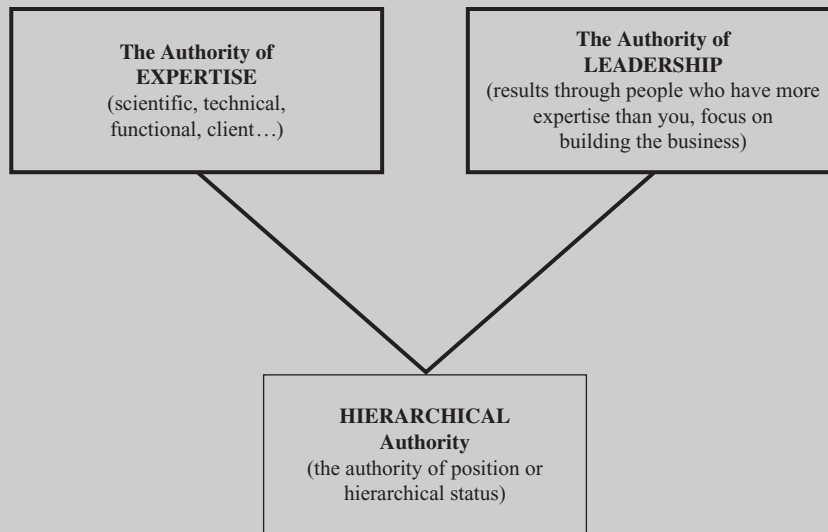 The Authority of
EXPERTISE
(scientific, technical,
functional, client…)
The Authority of
LEADERSHIP
(results through people who have more
expertise than you, focus on
building the business)
HIERARCHICAL
Authority
(the authority of position or
hierarchical status)